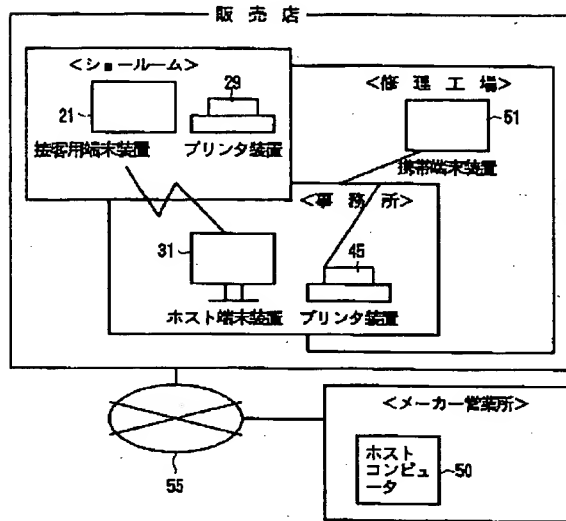 販売店
<ショールーム>
21
29
接客用端末装置
プリンタ装置
<修理工場>
51
携帯端末装置
<事務所>
31
45
ホスト端末装置
プリンタ装置
55
<メーカー営業所>
ホスト
コンピュ
ータ
50